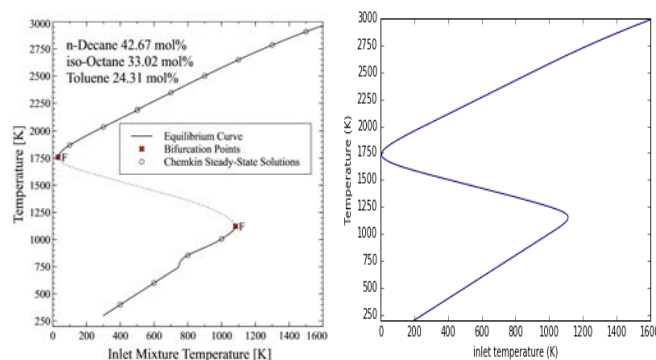 n-Decane 42.67 mol%
iso-Octane 33.02 mol%
Toluene 24.31 mol%
Equilibrium Curve
Bifurcation Points
Chemkin Steady-State Solutions
F
F
Temperature [K]
3000
2750
2500
2250
2000
1750
1500
1250
1000
750
500
250
0 200 400 600 800 1000 1200 1400 1600
Inlet Mixture Temperature [K]
Temperature (K)
3000
2750
2500
2250
2000
1750
1500
1250
1000
750
500
250
0 200 400 600 800 1000 1200 1400 1600
inlet temperature (K)